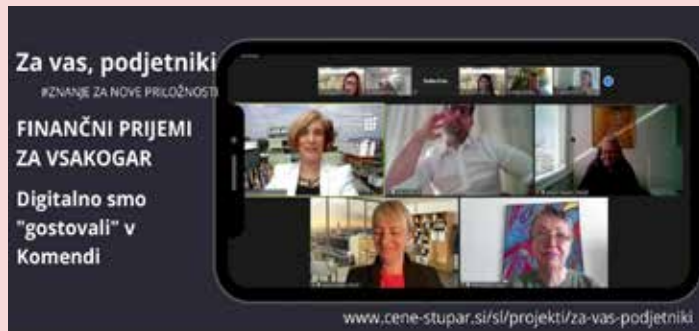 Za vas, podjetniki
#ZNANJE ZA NOVE PRILOŽNOSTI
FINANČNI PRIJEMI
ZA VSAKOGAR
Digitalno smo
"gostovali" v
Komendi
www.cene-stupar.si/sl/projekti/za-vas-podjetniki